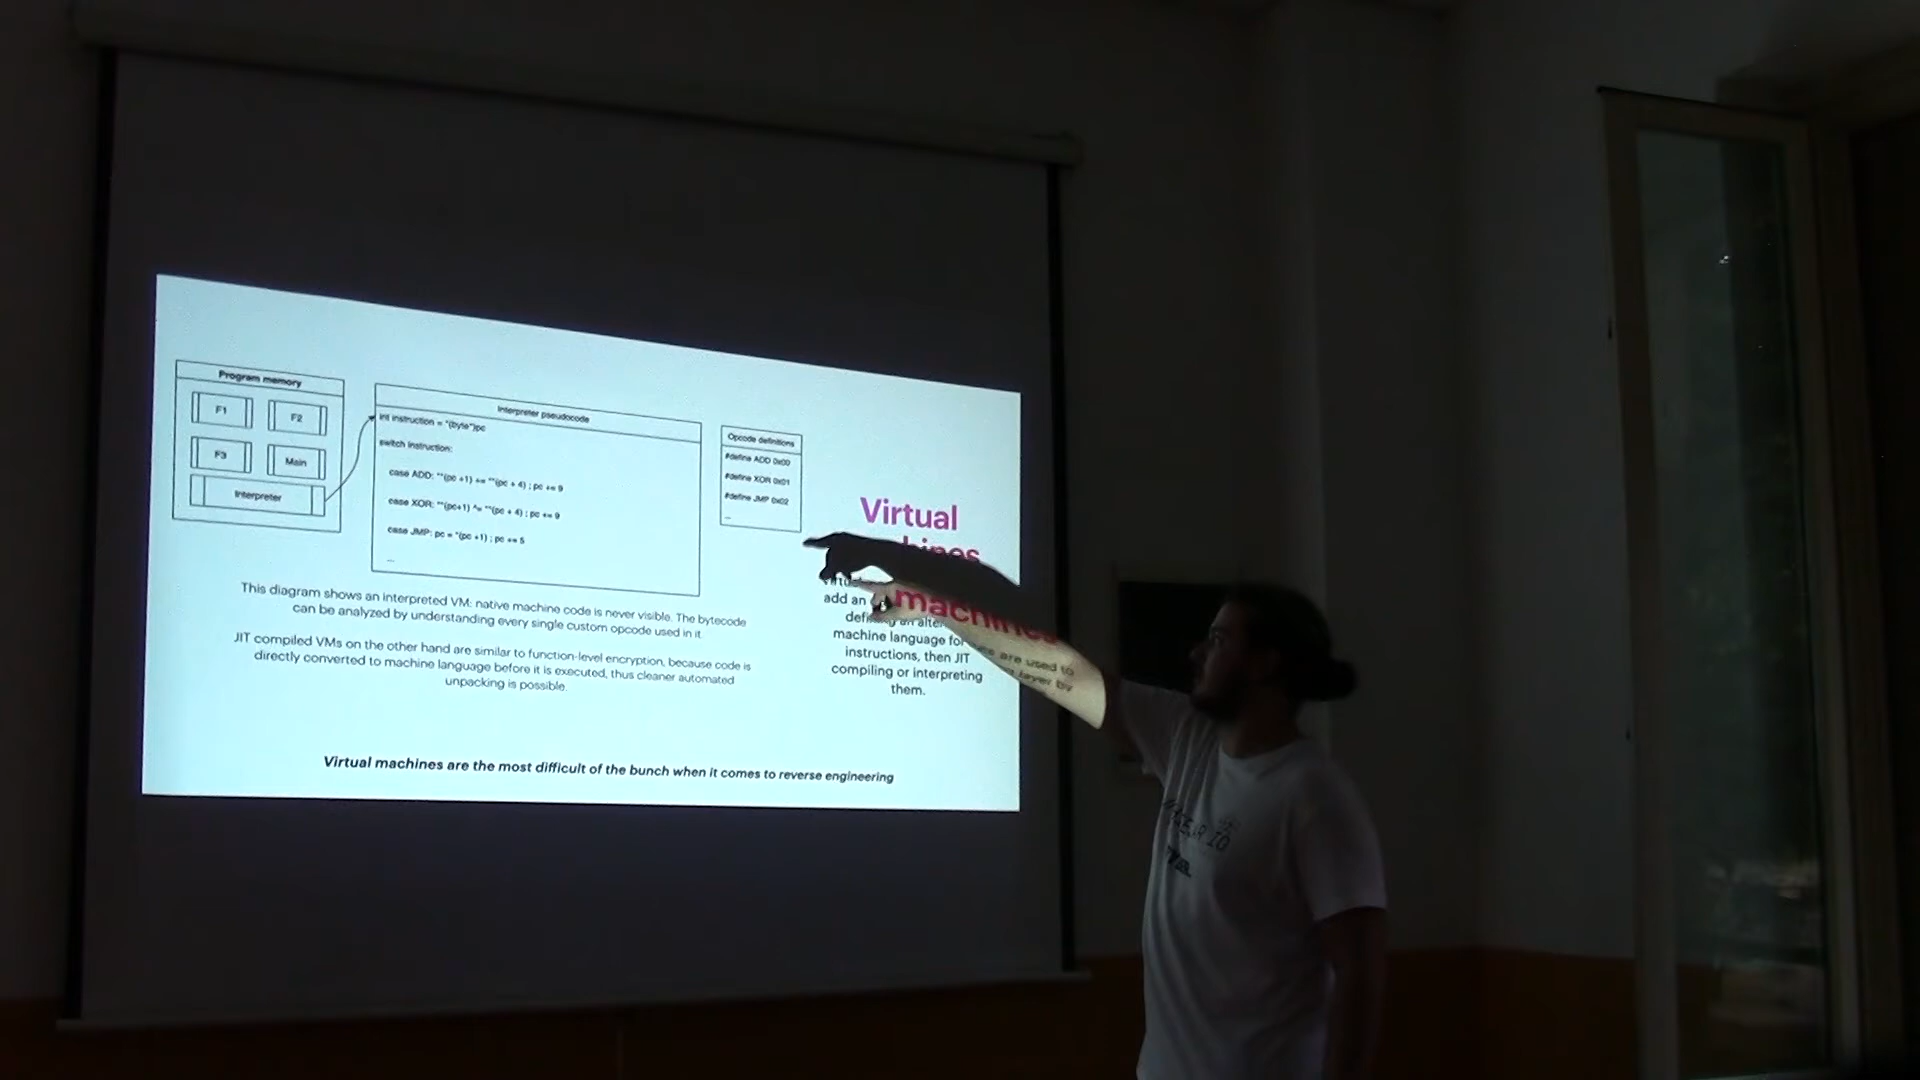 Program memory
F1
F2
F3
Main
Interpreter
Interpreter pseudocode
int instruction = *(byte*)pc
switch instruction:
case ADD: **(pc +1) += **(pc + 4) ; pc += 9
case XOR: **(pc+1) ^= **(pc + 4) ; pc += 9
case JMP: pc = *(pc +1) ; pc += 5
...
Opcode definitions
#define ADD 0x00
#define XOR 0x01
#define JMP 0x02
...
Virtual
machines
are used to
add an
layer by
machine language for
instructions, then JIT
compiling or interpreting
them.
This diagram shows an interpreted VM: native machine code is never visible. The bytecode
can be analyzed by understanding every single custom opcode used in it.
JIT compiled VMs on the other hand are similar to function-level encryption, because code is
directly converted to machine language before it is executed, thus cleaner automated
unpacking is possible.
Virtual machines are the most difficult of the bunch when it comes to reverse engineering